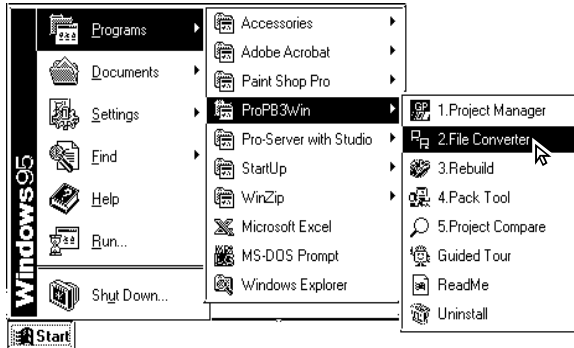 Windows95
Programs
Documents
Settings
Find
Help
Run...
Shut Down...
Start
Accessories
Adobe Acrobat
Paint Shop Pro
ProPB3Win
Pro-Server with Studio
StartUp
WinZip
Microsoft Excel
MS-DOS Prompt
Windows Explorer
1.Project Manager
2.File Converter
3.Rebuild
4.Pack Tool
5.Project Compare
Guided Tour
ReadMe
Uninstall